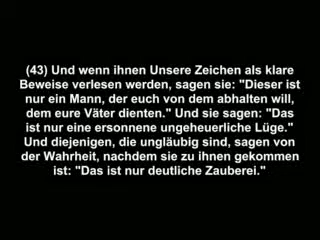 (43) Und wenn ihnen Unsere Zeichen als klare
Beweise verlesen werden, sagen sie: "Dieser ist
nur ein Mann, der euch von dem abhalten will,
dem eure Väter dienten." Und sie sagen: "Das
ist nur eine ersonnene ungeheuerliche Lüge."
Und diejenigen, die ungläubig sind, sagen von
der Wahrheit, nachdem sie zu ihnen gekommen
ist: "Das ist nur deutliche Zauberei."